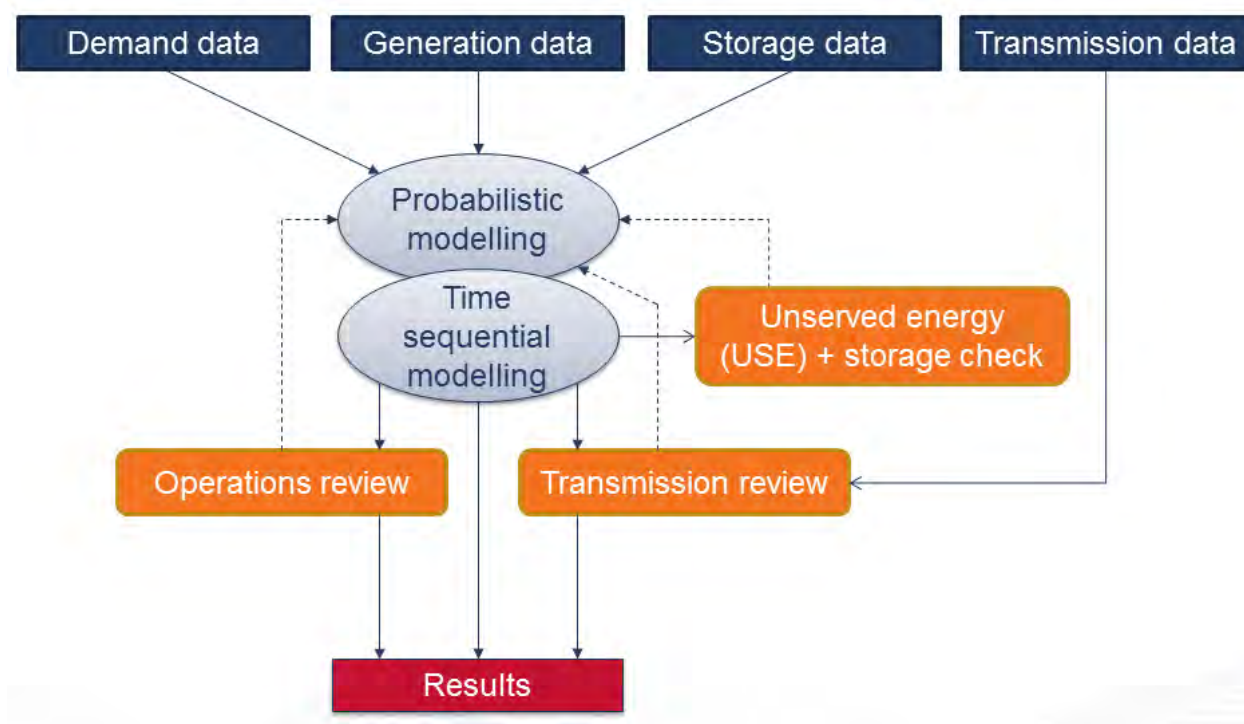 Demand data
Generation data
Storage data
Transmission data
Probabilistic
modelling
Time
sequential
modelling
Unserved energy
(USE) + storage check
Operations review
Transmission review
Results